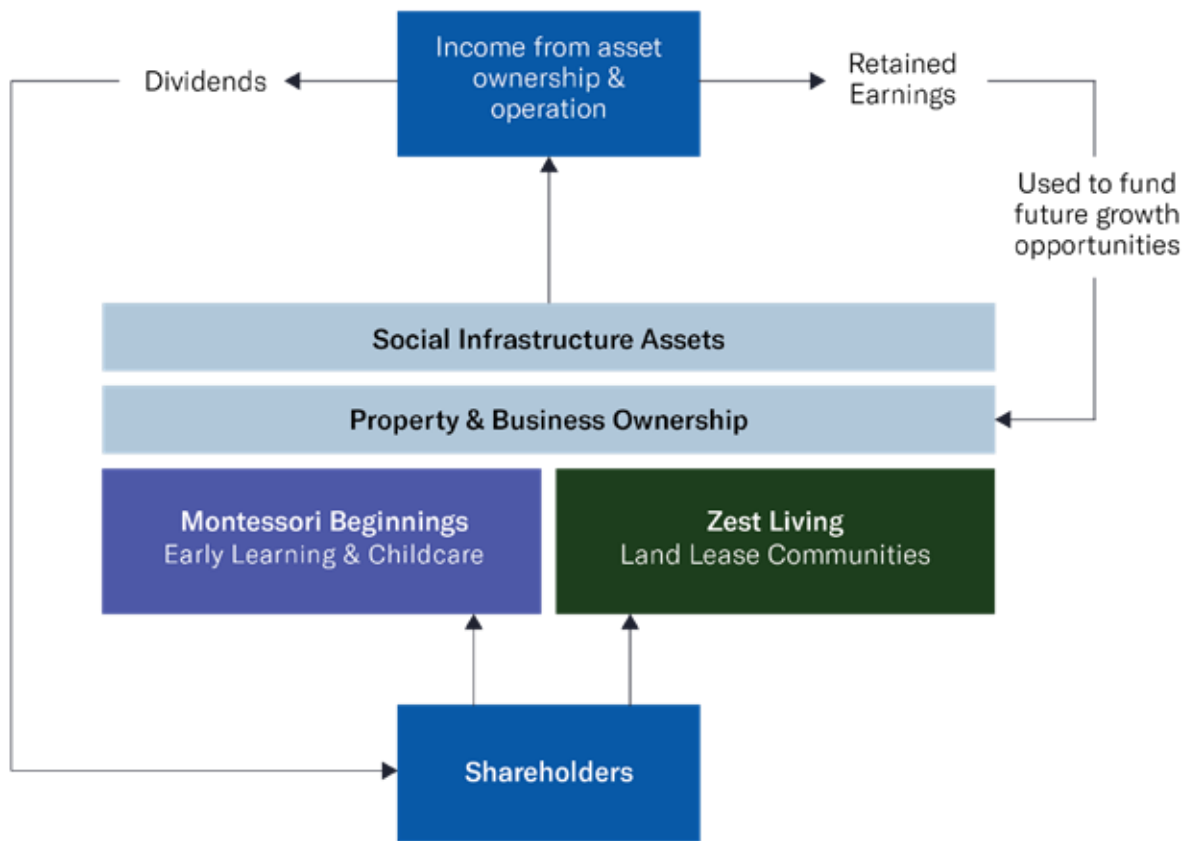 Income from asset
ownership &
operation
Dividends
Retained
Earnings
Used to fund
future growth
opportunities
Social Infrastructure Assets
Property & Business Ownership
Montessori Beginnings
Early Learning & Childcare
Zest Living
Land Lease Communities
Shareholders